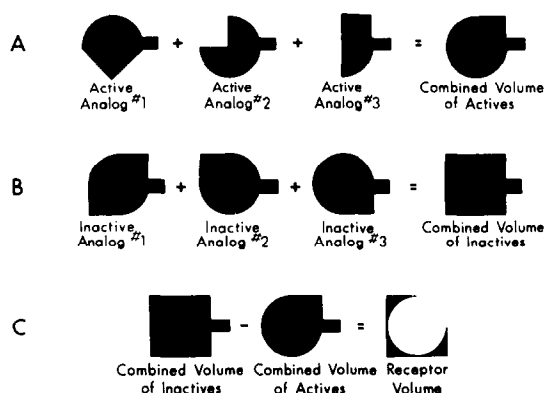 A + + =
Active Analog #1 Active Analog #2 Active Analog #3 Combined Volume of Actives
B + + =
Inactive Analog #1 Inactive Analog #2 Inactive Analog #3 Combined Volume of Inactives
C - =
Combined Volume of Inactives Combined Volume of Actives Receptor Volume